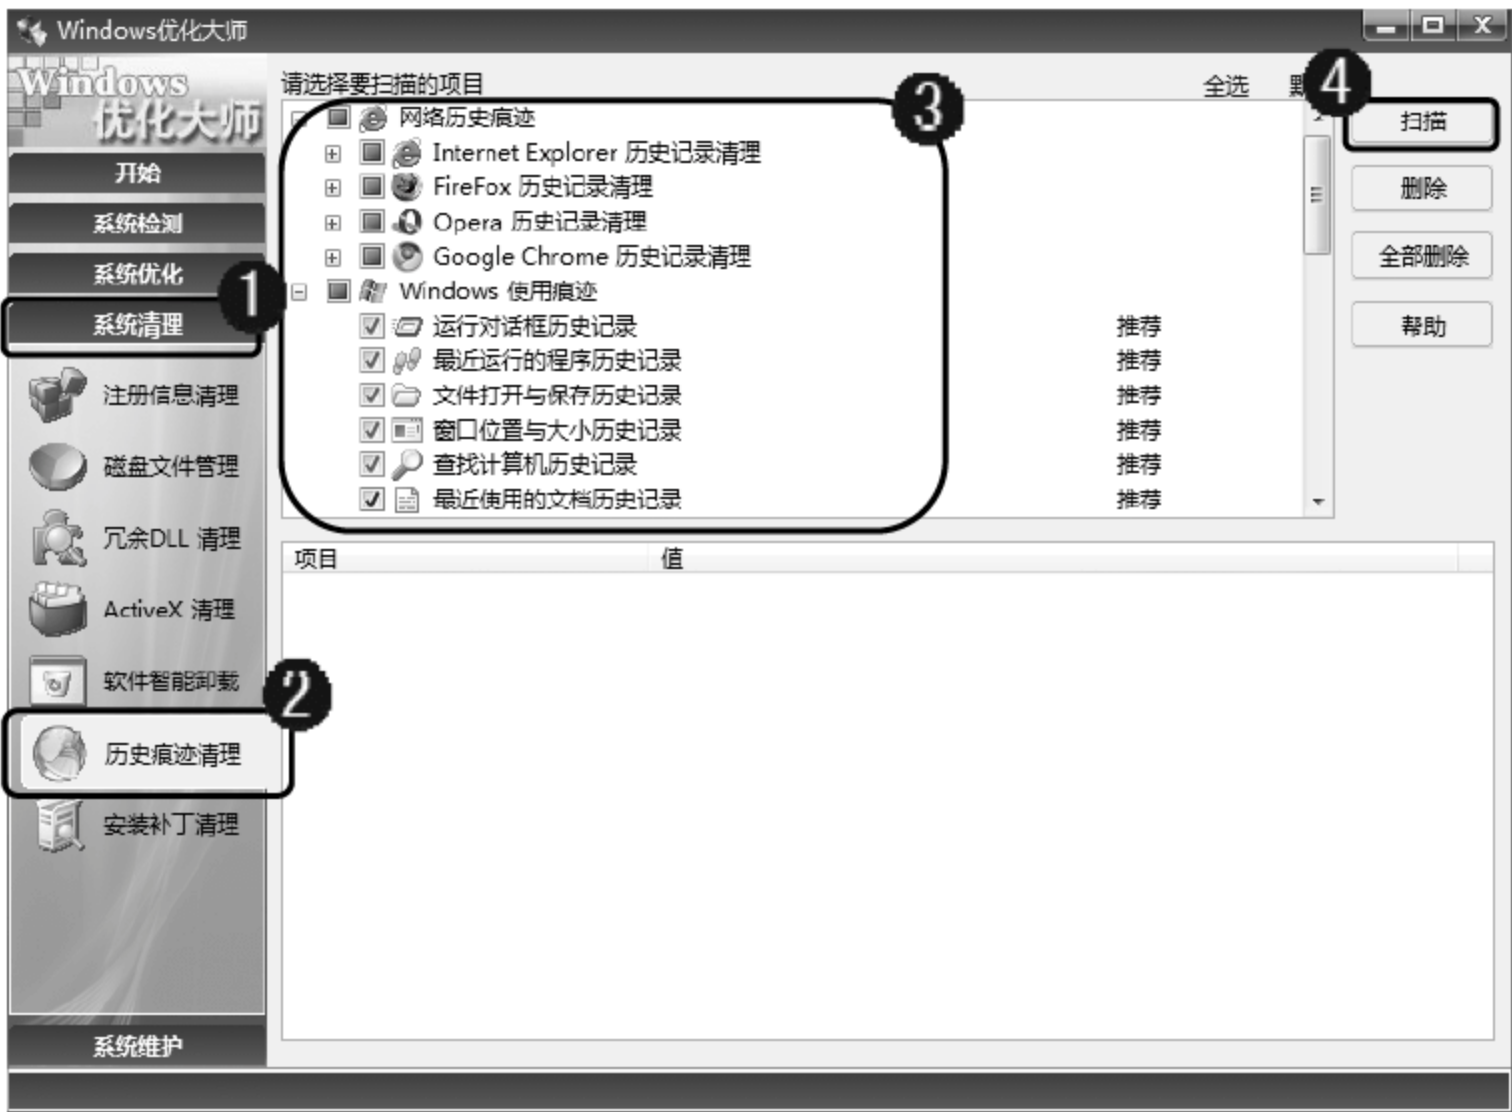 Windows优化大师
Windows
优化大师
开始
系统检测
系统优化
系统清理
1
注册信息清理
磁盘文件管理
冗余DLL 清理
ActiveX 清理
软件智能卸载
2
历史痕迹清理
安装补丁清理
系统维护
请选择要扫描的项目
全选
3
网络历史痕迹
Internet Explorer 历史记录清理
FireFox 历史记录清理
Opera 历史记录清理
Google Chrome 历史记录清理
Windows 使用痕迹
运行对话框历史记录 推荐
最近运行的程序历史记录 推荐
文件打开与保存历史记录 推荐
窗口位置与大小历史记录 推荐
查找计算机历史记录 推荐
最近使用的文档历史记录 推荐
4
扫描
删除
全部删除
帮助
项目 值